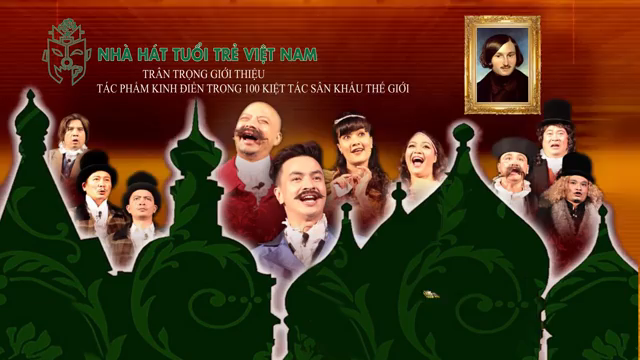 NHÀ HÁT TUỔI TRẺ VIỆT NAM
TRÂN TRỌNG GIỚI THIỆU
TÁC PHẨM KINH ĐIỂN TRONG 100 KIỆT TÁC SÂN KHẤU THẾ GIỚI